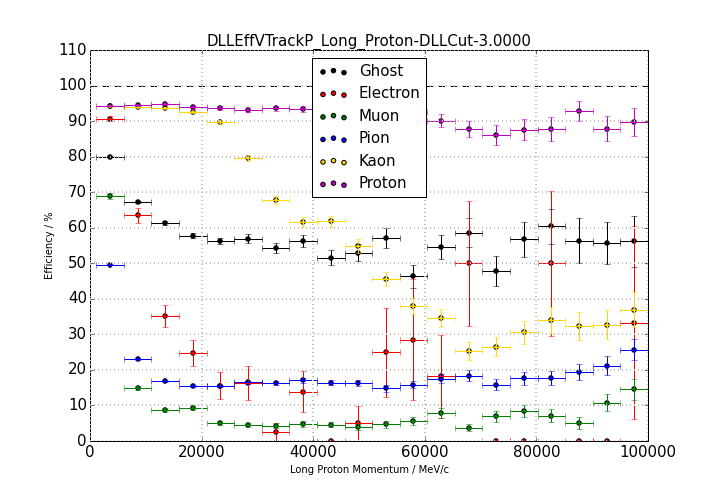 DLLEffVTrackP_Long_Proton-DLLCut-3.0000
110
100
90
80
70
60
50
40
30
20
10
0
Efficiency / %
Ghost
Electron
Muon
Pion
Kaon
Proton
0 20000 40000 60000 80000 100000
Long Proton Momentum / MeV/c